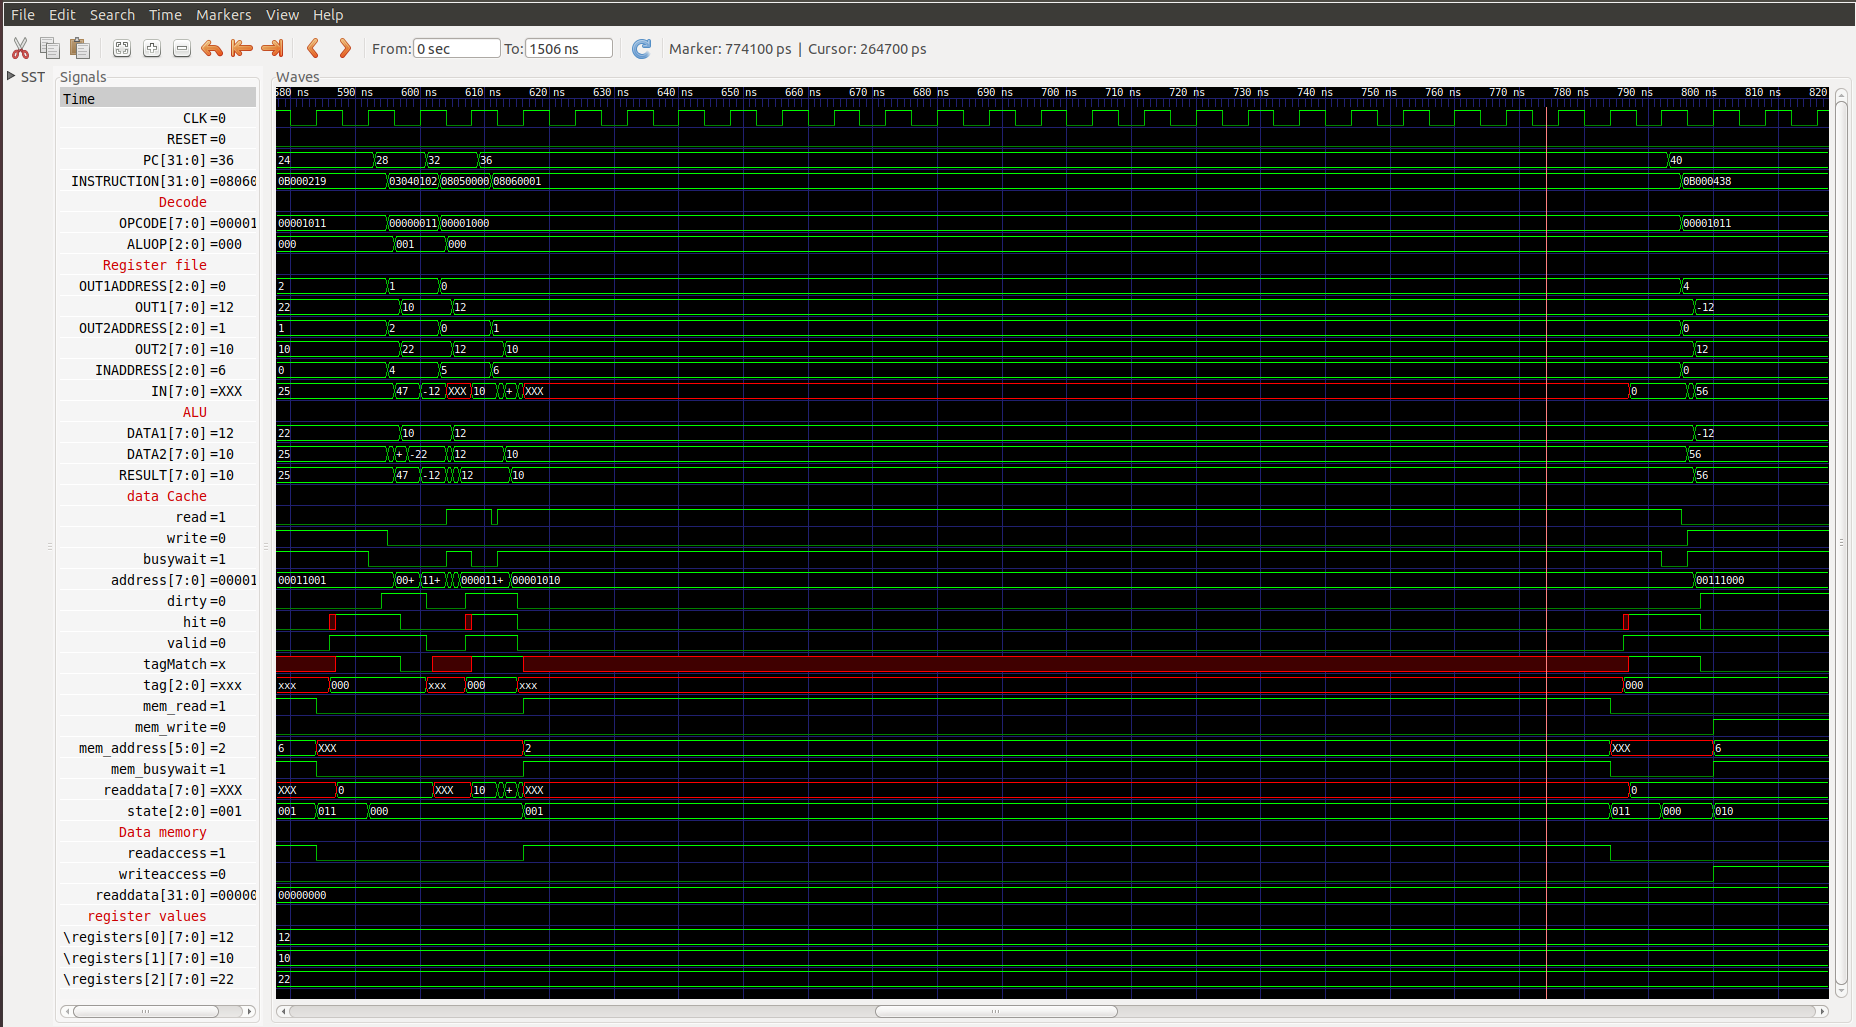 File Edit Search Time Markers View Help
From: 0 sec To: 1506 ns Marker: 774100 ps | Cursor: 264700 ps
SST Signals Waves
Time 580 ns 590 ns 600 ns 610 ns 620 ns 630 ns 640 ns 650 ns 660 ns 670 ns 680 ns 690 ns 700 ns 710 ns 720 ns 730 ns 740 ns 750 ns 760 ns 770 ns 780 ns 790 ns 800 ns 810 ns 820
CLK =0
RESET =0
PC[31:0] =36 24 28 32 36 40
INSTRUCTION[31:0] =08060 0B000219 03040102 08050000 08060001 0B000438
Decode
OPCODE[7:0] =00001 00001011 00000011 00001000 00001011
ALUOP[2:0] =000 000 001 000
Register file
OUT1ADDRESS[2:0] =0 2 1 0 4
OUT1[7:0] =12 22 10 12 -12
OUT2ADDRESS[2:0] =1 1 2 0 1 0
OUT2[7:0] =10 10 22 12 10 12
INADDRESS[2:0] =6 0 4 5 6 0
IN[7:0] =XXX 25 47 -12 XXX 10 + XXX 0 56
ALU
DATA1[7:0] =12 22 10 12 -12
DATA2[7:0] =10 25 + -22 12 10 56
RESULT[7:0] =10 25 47 -12 12 10 56
data Cache
read =1
write =0
busywait =1
address[7:0] =00001 00011001 00+ 11+ 000011+ 00001010 00111000
dirty =0
hit =0
valid =0
tagMatch =x
tag[2:0] =xxx xxx 000 xxx 000 xxx 000
mem_read =1
mem_write =0
mem_address[5:0] =2 6 XXX 2 XXX 6
mem_busywait =1
readdata[7:0] =XXX XXX 0 XXX 10 + XXX 0
state[2:0] =001 001 011 000 001 011 000 010
Data memory
readaccess =1
writeaccess =0
readdata[31:0] =00000 00000000
register values
\registers[0][7:0] =12 12
\registers[1][7:0] =10 10
\registers[2][7:0] =22 22